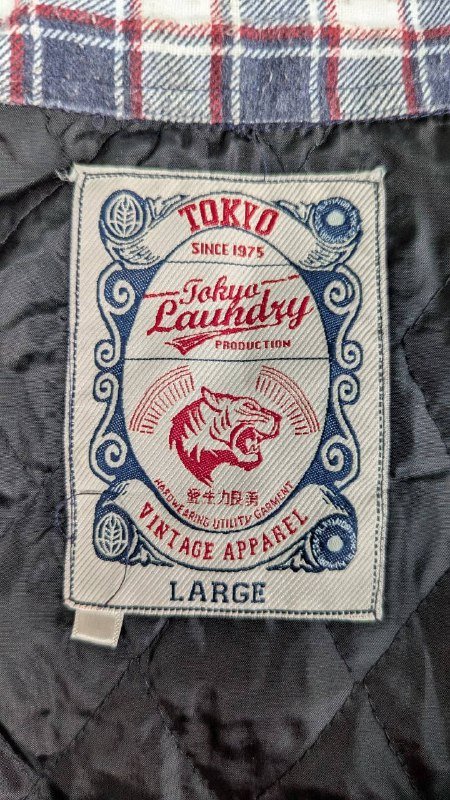 TOKYO
SINCE 1975
Tokyo
Laundry
PRODUCTION
HARDWEARING UTILITY GARMENT
VINTAGE APPAREL
LARGE